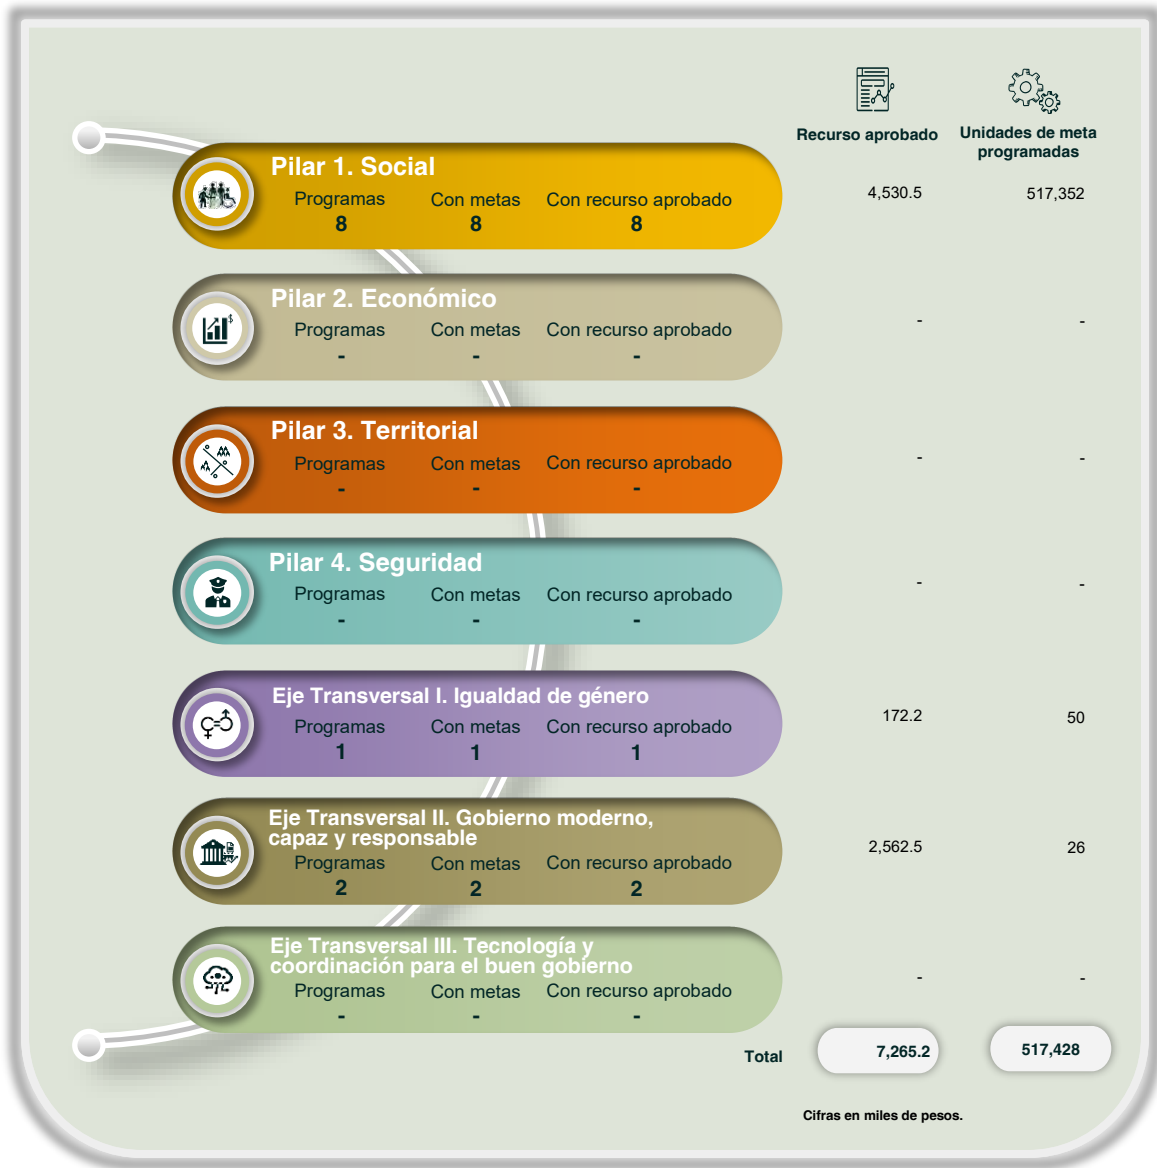 Recurso aprobado
Unidades de meta
programadas
Pilar 1. Social
Programas Con metas Con recurso aprobado
8 8 8
4,530.5 517,352
Pilar 2. Económico
Programas Con metas Con recurso aprobado
- - -
- -
Pilar 3. Territorial
Programas Con metas Con recurso aprobado
- - -
- -
Pilar 4. Seguridad
Programas Con metas Con recurso aprobado
- - -
- -
Eje Transversal I. Igualdad de género
Programas Con metas Con recurso aprobado
1 1 1
172.2 50
Eje Transversal II. Gobierno moderno,
capaz y responsable
Programas Con metas Con recurso aprobado
2 2 2
2,562.5 26
Eje Transversal III. Tecnología y
coordinación para el buen gobierno
Programas Con metas Con recurso aprobado
- - -
- -
Total 7,265.2 517,428
Cifras en miles de pesos.